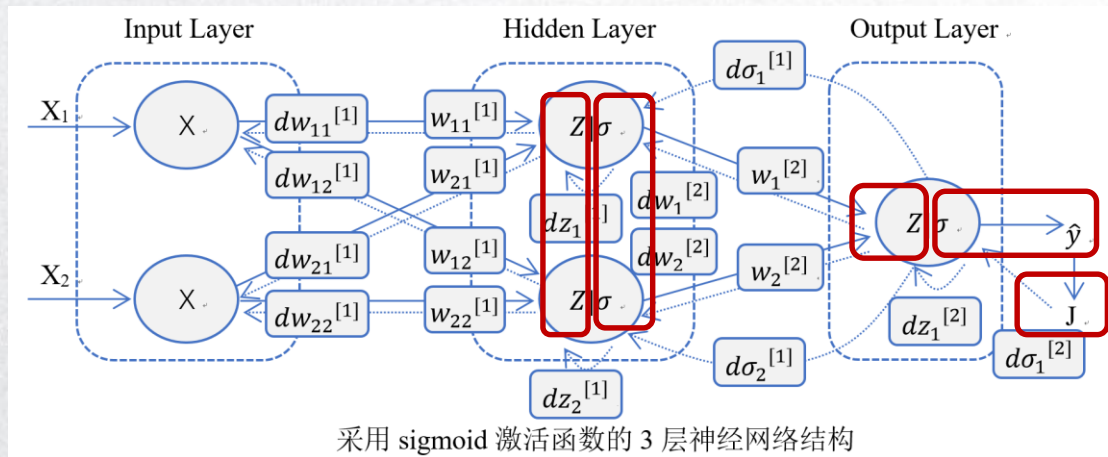 Input Layer
Hidden Layer
Output Layer
X₁
X
dw₁₁[1]
dw₁₂[1]
w₁₁[1]
w₂₁[1]
Z|σ
dσ₁[1]
w₁[2]
dz₁[1]
dw₁[2]
dw₂[2]
Z|σ
ŷ
X₂
X
dw₂₁[1]
dw₂₂[1]
w₁₂[1]
w₂₂[1]
Z|σ
w₂[2]
dz₁[2]
J
dz₂[1]
dσ₂[1]
dσ₁[2]
采用 sigmoid 激活函数的 3 层神经网络结构